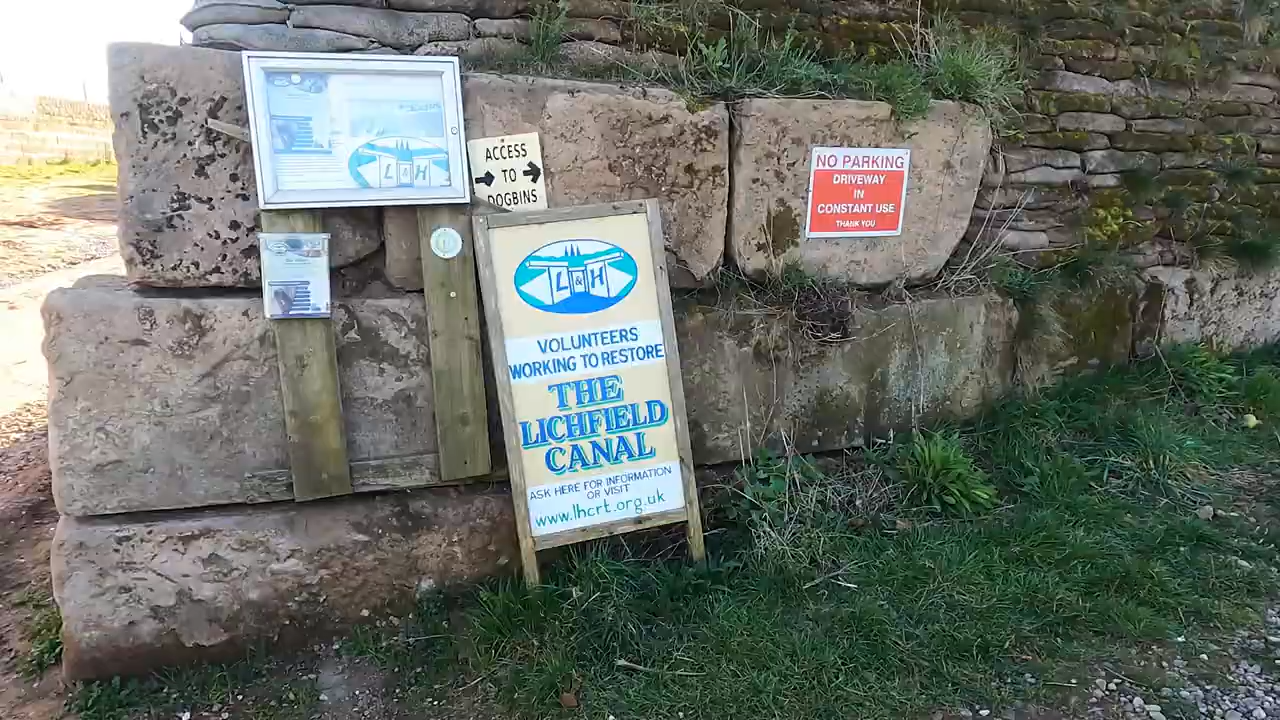 L&H
ACCESS
TO
DOGBINS
NO PARKING
DRIVEWAY
IN
CONSTANT USE
THANK YOU
L&H
VOLUNTEERS
WORKING TO RESTORE
THE
LICHFIELD
CANAL
ASK HERE FOR INFORMATION
OR VISIT
www.lhcrt.org.uk